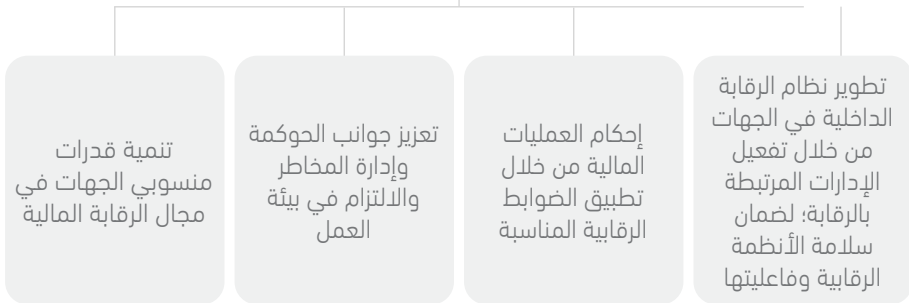 تطوير نظام الرقابة
الداخلية في الجهات
من خلال تفعيل
الإدارات المرتبطة
بالرقابة؛ لضمان
سلامة الأنظمة
الرقابية وفاعليتها
إحكام العمليات
المالية من خلال
تطبيق الضوابط
الرقابية المناسبة
تعزيز جوانب الحوكمة
وإدارة المخاطر
والالتزام في بيئة
العمل
تنمية قدرات
منسوبي الجهات في
مجال الرقابة المالية